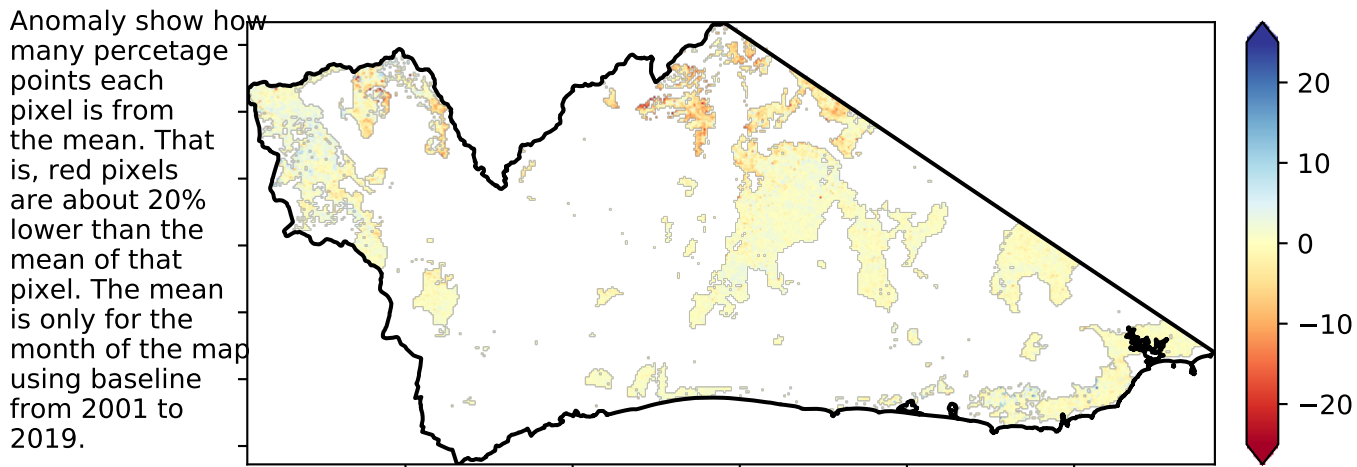 Anomaly show how
many percetage
points each
pixel is from
the mean. That
is, red pixels
are about 20%
lower than the
mean of that
pixel. The mean
is only for the
month of the map
using baseline
from 2001 to
2019.
20
10
0
−10
−20